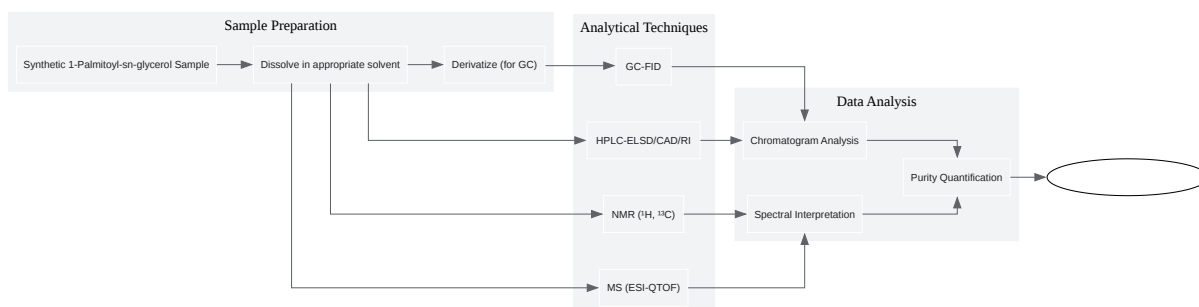 Sample Preparation
Synthetic 1-Palmitoyl-sn-glycerol Sample
Dissolve in appropriate solvent
Derivatize (for GC)
Analytical Techniques
GC-FID
HPLC-ELSD/CAD/RI
NMR (¹H, ¹³C)
MS (ESI-QTOF)
Data Analysis
Chromatogram Analysis
Spectral Interpretation
Purity Quantification